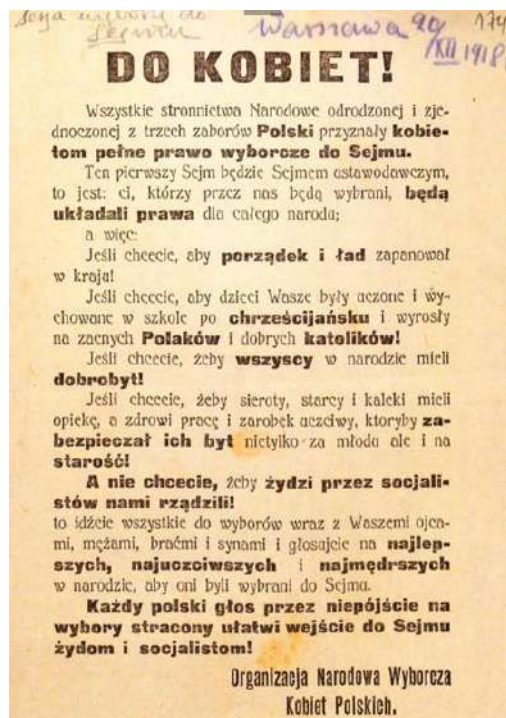 do Warszawa 174
Sejmu XII 1918
DO KOBIET!
Wszystkie stronnictwa Narodowe odrodzonej i zje-
dnoczonej z trzech zaborów Polski przyznały kobie-
tom pełne prawo wyborcze do Sejmu.
Ten pierwszy Sejm będzie Sejmem ustawodawczym,
to jest: ci, którzy przez nas będą wybrani, będą
układali prawa dla całego narodu;
a więc:
Jeśli chcecie, aby porządek i ład zapanował
w kraju!
Jeśli chcecie, aby dzieci Wasze były uczone i wy-
chowane w szkole po chrześcijańsku i wyrosły
na zacnych Polaków i dobrych katolików!
Jeśli chcecie, żeby wszyscy w narodzie mieli
dobrobyt!
Jeśli chcecie, żeby sieroty, starcy i kaleki mieli
opiekę, a zdrowi pracę i zarobek uczciwy, ktoryby za-
bezpieczał ich byt nietylko za młodu ale i na
starość!
A nie chcecie, żeby żydzi przez socjali-
stów nami rządzili!
to idźcie wszystkie do wyborów wraz z Waszemi ojca-
mi, mężami, braćmi i synami i głosujcie na najlep-
szych, najuczciwszych i najmędrszych
w narodzie, aby oni byli wybrani do Sejmu.
Każdy polski głos przez niepójście na
wybory stracony ułatwi wejście do Sejmu
żydom i socjalistom!
Organizacja Narodowa Wyborcza
Kobiet Polskich.